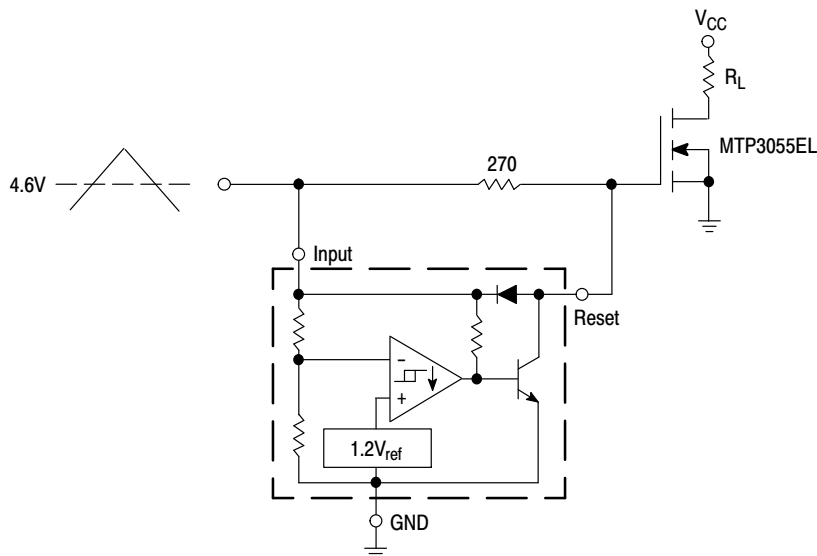 VCC
RL
MTP3055EL
270
4.6V
Input
Reset
-
+
1.2Vref
GND